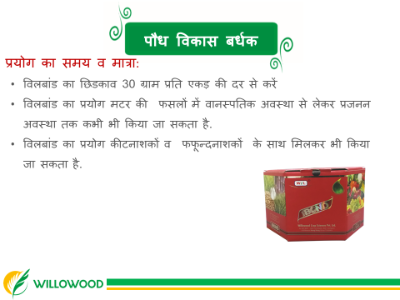 पौध विकास बर्धक
प्रयोग का समय व मात्रा:
• विलबांड का छिडकाव 30 ग्राम प्रति एकड़ की दर से करें
• विलबांड का प्रयोग मटर की फसलों में वानस्पतिक अवस्था से लेकर प्रजनन
अवस्था तक कभी भी किया जा सकता है.
• विलबांड का प्रयोग कीटनाशकों व फफून्दनाशकों के साथ मिलकर भी किया
जा सकता है.
WILLOWOOD